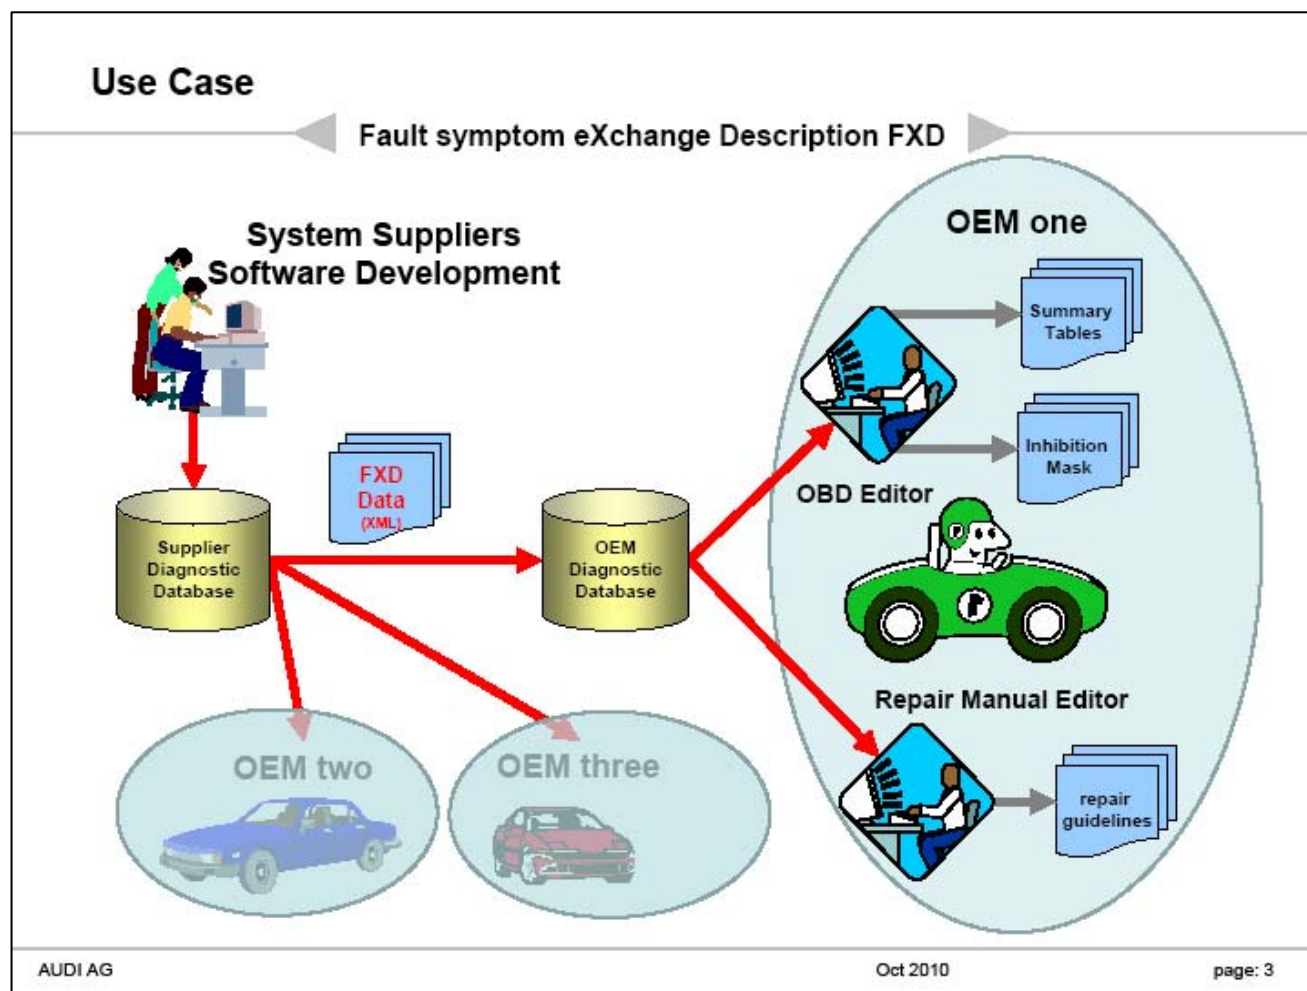 Use Case
Fault symptom eXchange Description FXD
System Suppliers
Software Development
OEM one
Summary
Tables
Inhibition
Mask
OBD Editor
FXD
Data
(XML)
Supplier
Diagnostic
Database
OEM
Diagnostic
Database
P
P
Repair Manual Editor
OEM two
OEM three
repair
guidelines
AUDI AG
Oct 2010
page: 3